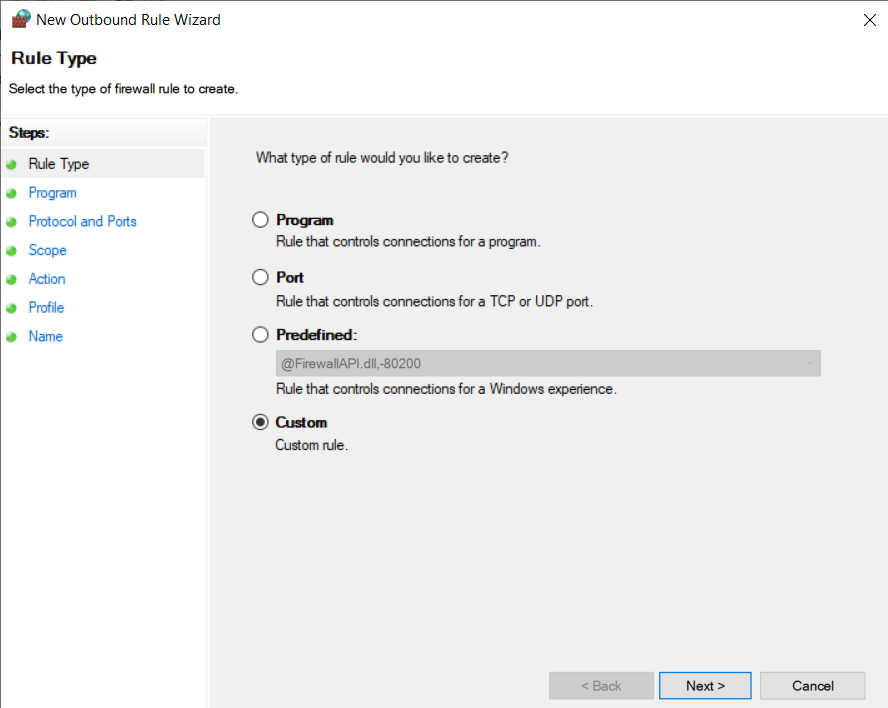 New Outbound Rule Wizard
Rule Type
Select the type of firewall rule to create.
Steps:
Rule Type
Program
Protocol and Ports
Scope
Action
Profile
Name
What type of rule would you like to create?
Program
Rule that controls connections for a program.
Port
Rule that controls connections for a TCP or UDP port.
Predefined:
@FirewallAPI.dll,-80200
Rule that controls connections for a Windows experience.
Custom
Custom rule.
< Back
Next >
Cancel